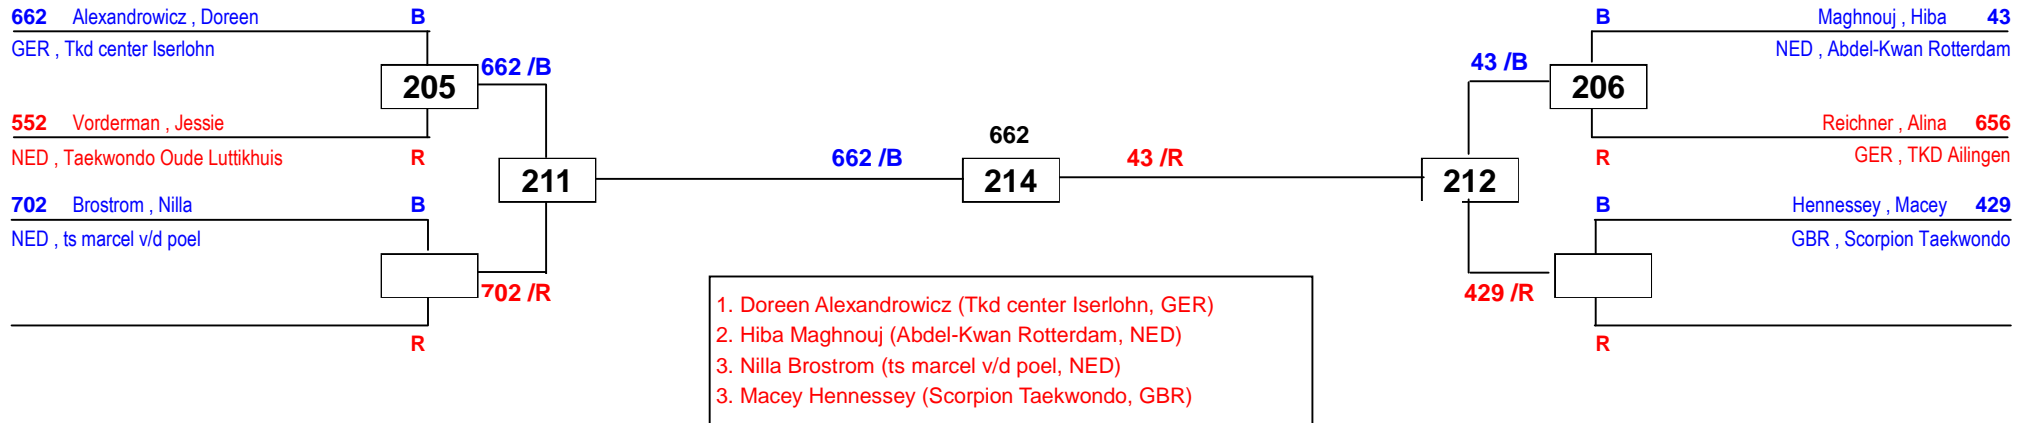 662 Alexandrowicz , Doreen B
GER , Tkd center Iserlohn
205
662 /B
552 Vorderman , Jessie
NED , Taekwondo Oude Luttikhuis R
211
702 Brostrom , Nilla B
NED , ts marcel v/d poel
702 /R
R
662 /B
662
214
43 /R
B Maghnouj , Hiba 43
NED , Abdel-Kwan Rotterdam
43 /B
206
Reichner , Alina 656
R GER , TKD Ailingen
212
B Hennessey , Macey 429
GBR , Scorpion Taekwondo
429 /R
R
1. Doreen Alexandrowicz (Tkd center Iserlohn, GER)
2. Hiba Maghnouj (Abdel-Kwan Rotterdam, NED)
3. Nilla Brostrom (ts marcel v/d poel, NED)
3. Macey Hennessey (Scorpion Taekwondo, GBR)